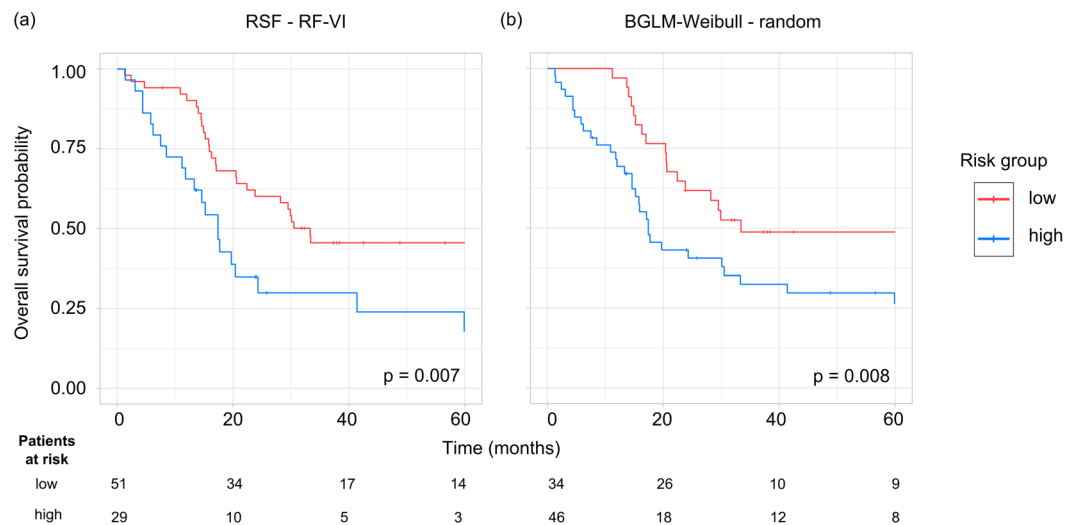 (a) RSF - RF-VI
(b) BGLM-Weibull - random
Overall survival probability
1.00
0.75
0.50
0.25
0.00
p = 0.007
p = 0.008
0 20 40 60
0 20 40 60
Time (months)
Risk group
low
high
Patients
at risk
low 51 34 17 14 34 26 10 9
high 29 10 5 3 46 18 12 8